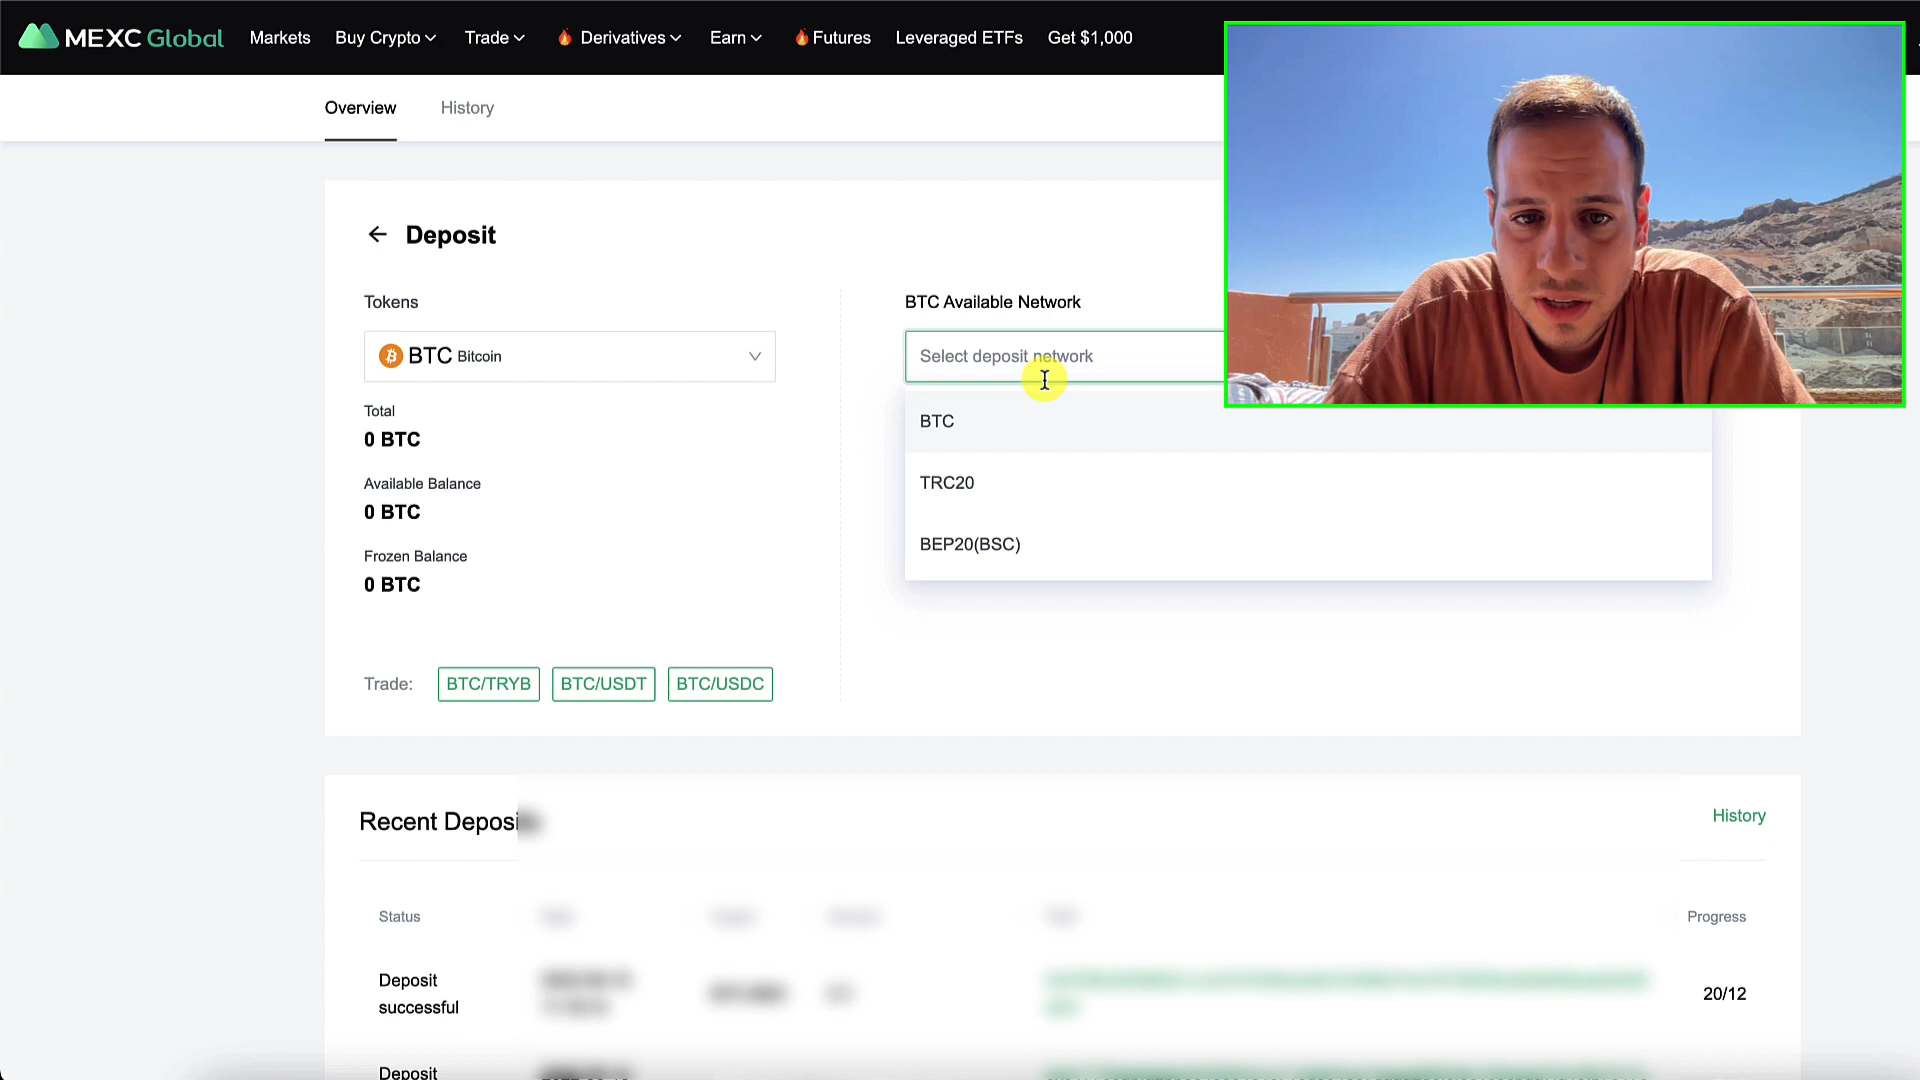 MEXC Global Markets Buy Crypto Trade Derivatives Earn Futures Leveraged ETFs Get $1,000
Overview History
Deposit
Tokens
BTC Available Network
BTC Bitcoin
Select deposit network
Total
0 BTC
BTC
Available Balance
TRC20
0 BTC
Frozen Balance
BEP20(BSC)
0 BTC
Trade: BTC/TRYB BTC/USDT BTC/USDC
Recent
History
Status
Progress
Deposit
successful
20/12
Deposit